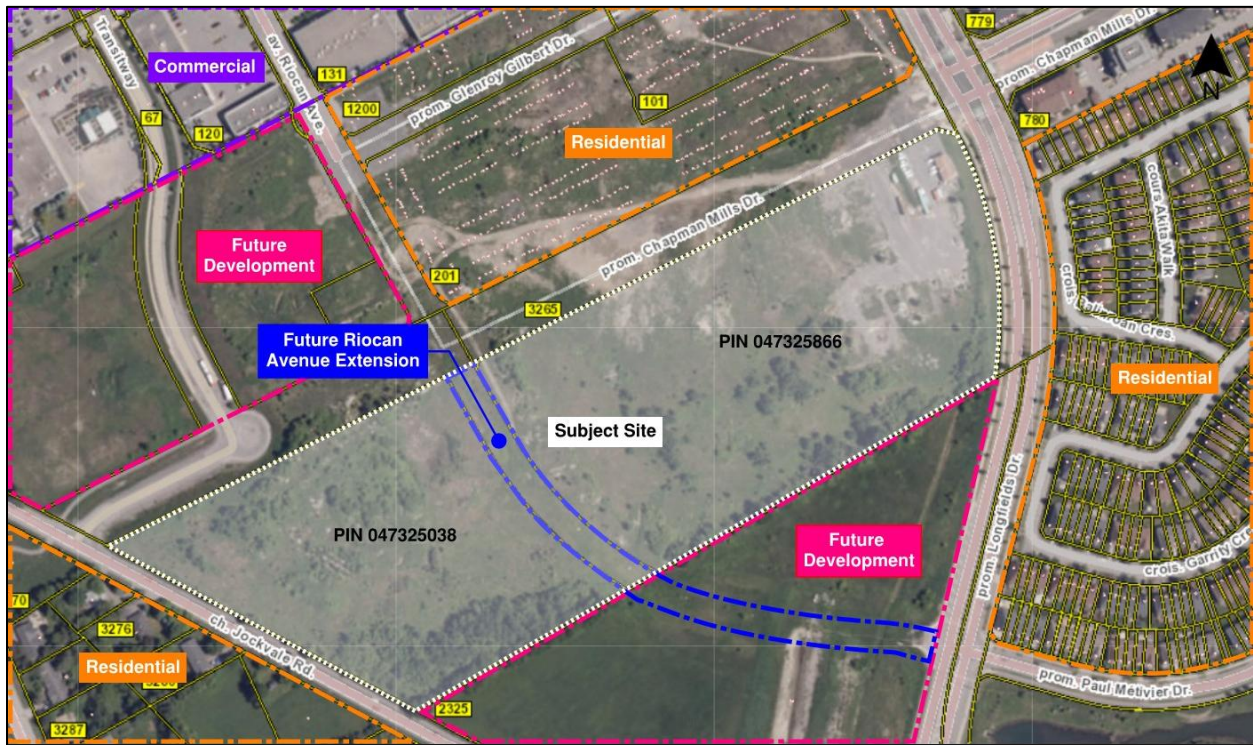 779
prom. Chapman Mills Dr.
Transitway
av. Riocan Ave.
Commercial
131
N
67
1200
prom. Glenroy Gilbert Dr.
101
120
780
Residential
cours Akita Walk
Future
Development
prom. Chapman Mills Dr.
201
3265
Future Riocan
Avenue Extension
PIN 047325866
Residential
Subject Site
PIN 047325038
prom. Longfields Dr.
Future
Development
crois. Garrity
70
3276
ch. Jockvale Rd.
Residential
prom. Paul Metivier Dr.
2325
3287